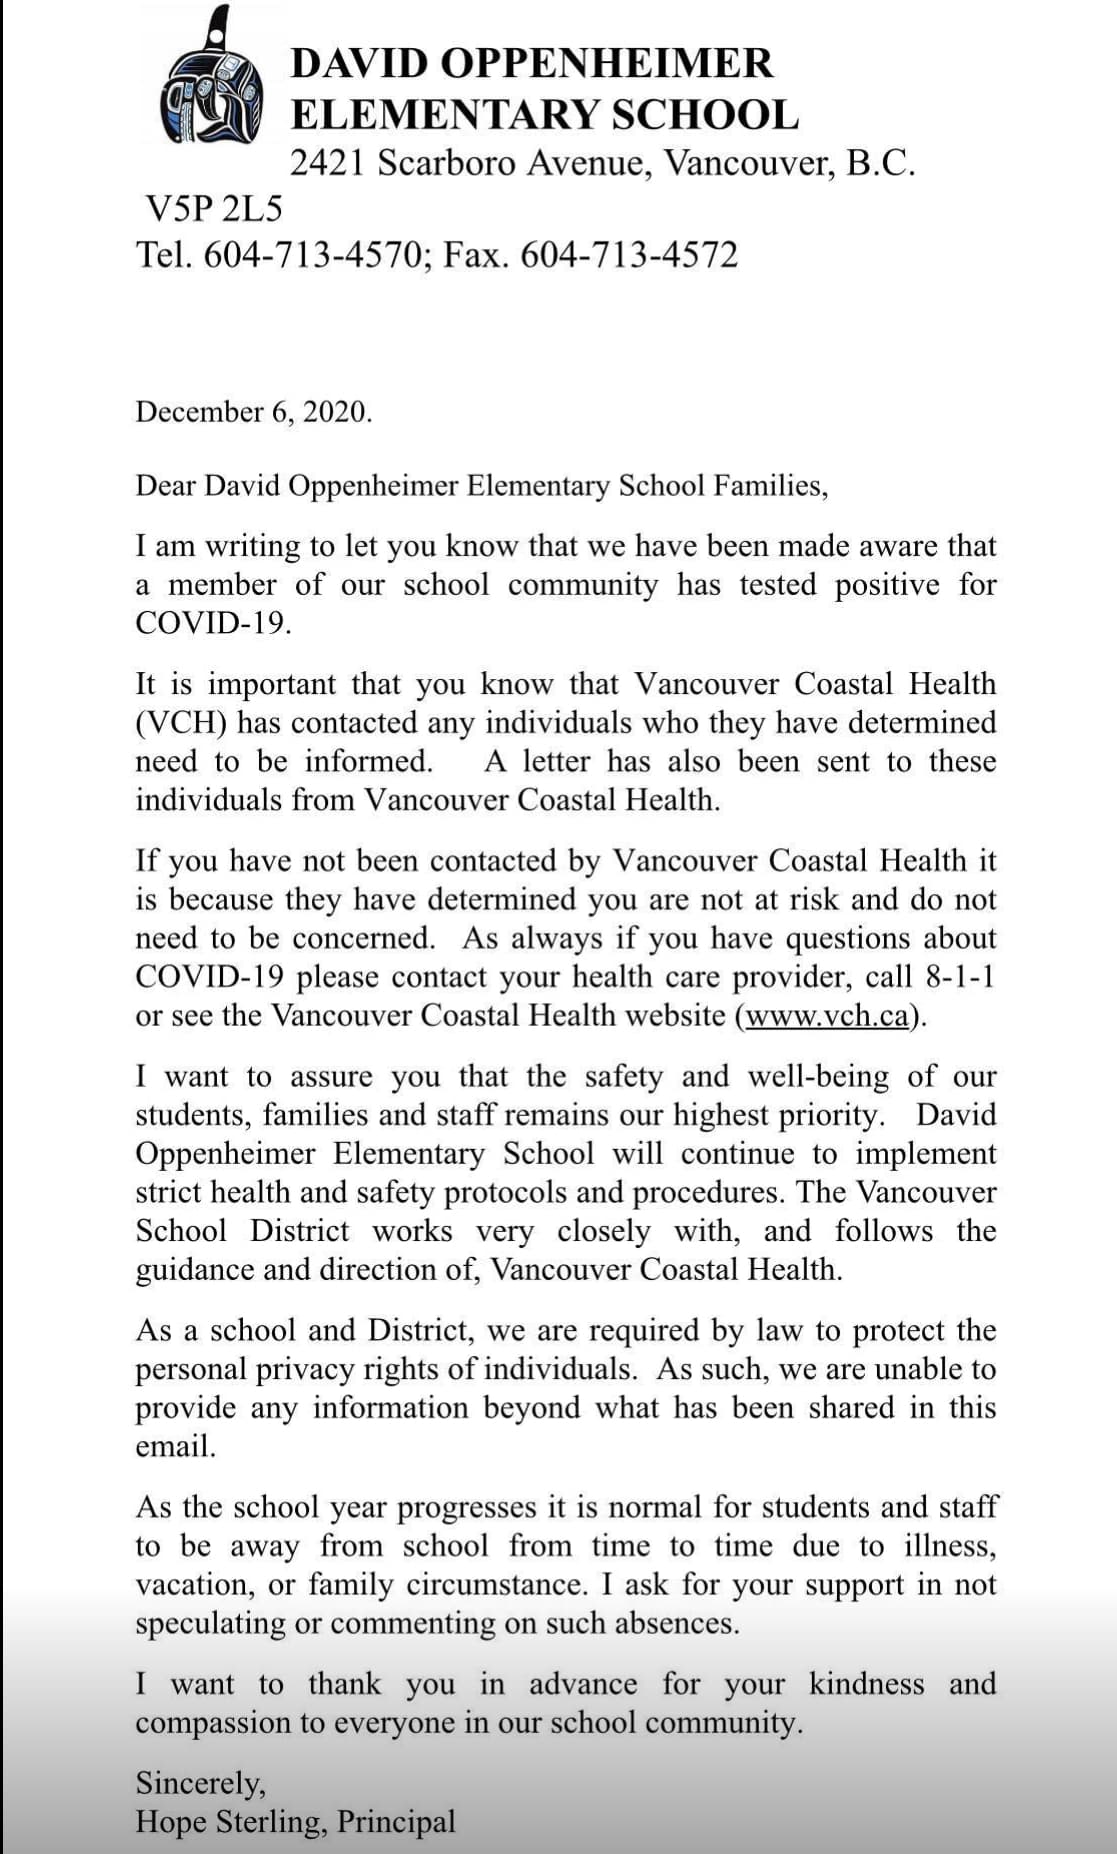 DAVID OPPENHEIMER
ELEMENTARY SCHOOL
2421 Scarboro Avenue, Vancouver, B.C.
V5P 2L5
Tel. 604-713-4570; Fax. 604-713-4572
December 6, 2020.
Dear David Oppenheimer Elementary School Families,
I am writing to let you know that we have been made aware that
a member of our school community has tested positive for
COVID-19.
It is important that you know that Vancouver Coastal Health
(VCH) has contacted any individuals who they have determined
need to be informed. A letter has also been sent to these
individuals from Vancouver Coastal Health.
If you have not been contacted by Vancouver Coastal Health it
is because they have determined you are not at risk and do not
need to be concerned. As always if you have questions about
COVID-19 please contact your health care provider, call 8-1-1
or see the Vancouver Coastal Health website (www.vch.ca).
I want to assure you that the safety and well-being of our
students, families and staff remains our highest priority. David
Oppenheimer Elementary School will continue to implement
strict health and safety protocols and procedures. The Vancouver
School District works very closely with, and follows the
guidance and direction of, Vancouver Coastal Health.
As a school and District, we are required by law to protect the
personal privacy rights of individuals. As such, we are unable to
provide any information beyond what has been shared in this
email.
As the school year progresses it is normal for students and staff
to be away from school from time to time due to illness,
vacation, or family circumstance. I ask for your support in not
speculating or commenting on such absences.
I want to thank you in advance for your kindness and
compassion to everyone in our school community.
Sincerely,
Hope Sterling, Principal